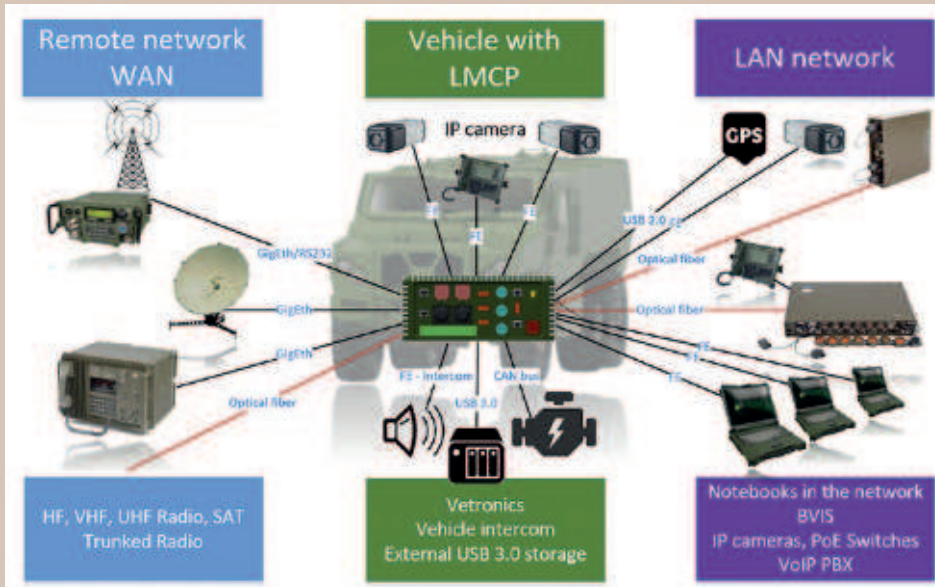 Remote network
WAN
Vehicle with
LMCP
LAN network
IP camera
GPS
FE
FE
FE
USB 2.0
GigEth/RS232
Optical fiber
GigEth
Optical fiber
GigEth
FE
FE
FE
FE - Intercom
CAN bus
Optical fiber
USB 3.0
HF, VHF, UHF Radio, SAT
Trunked Radio
Vetronics
Vehicle intercom
External USB 3.0 storage
Notebooks in the network
BVIS
IP cameras, PoE Switches
VoIP PBX